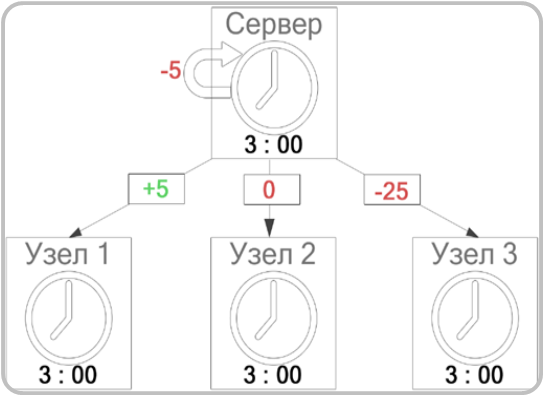 Сервер
-5
3 : 00
+5
0
-25
Узел 1
Узел 2
Узел 3
3 : 00
3 : 00
3 : 00